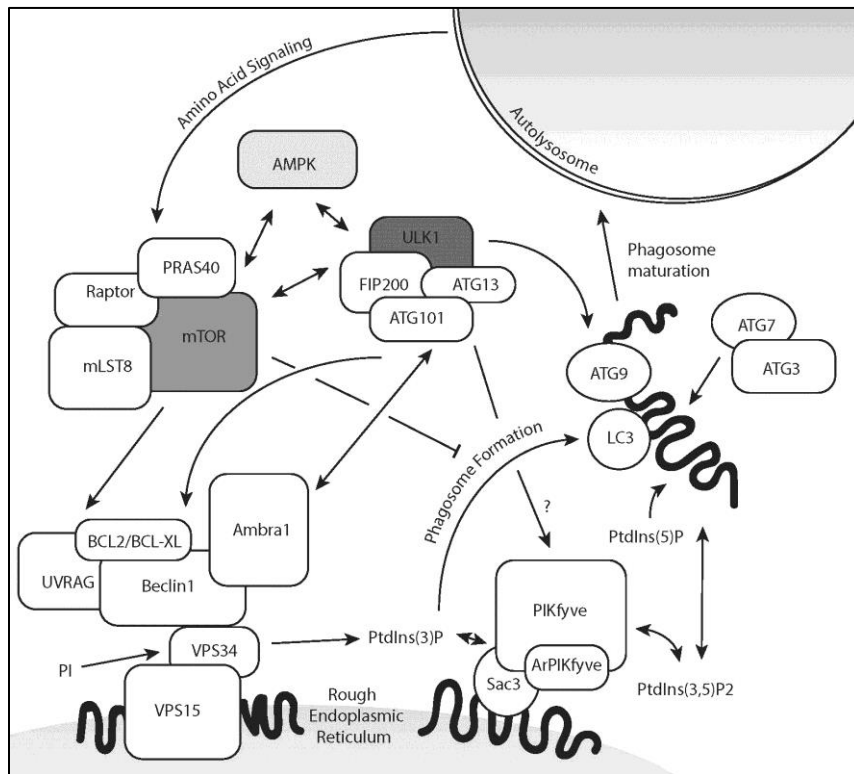 Amino Acid Signaling
Autolysosome
AMPK
ULK1
PRAS40
FIP200
ATG13
Raptor
ATG101
mTOR
mLST8
Phagosome
maturation
ATG7
ATG3
ATG9
LC3
Phagosome Formation
?
BCL2/BCL-XL
Ambra1
UVRAG
Beclin1
PtdIns(5)P
PIKfyve
PI
VPS34
PtdIns(3)P
ArPIKfyve
Sac3
PtdIns(3,5)P2
VPS15
Rough
Endoplasmic
Reticulum